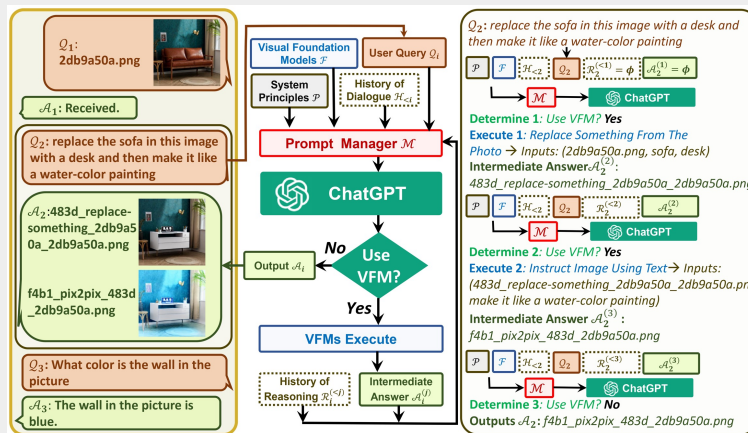 Q₁:
2db9a50a.png
A₁: Received.
Q₂: replace the sofa in this image
with a desk and then make it like
a water-color painting
A₂:483d_replace-
something_2db9a5
0a_2db9a50a.png
f4b1_pix2pix_483d
_2db9a50a.png
Q₃: What color is the wall in the
picture
A₃: The wall in the picture is
blue.
Visual Foundation
Models F
User Query Qᵢ
System
Principles P
History of
Dialogue H<ᵢ
Prompt Manager M
ChatGPT
No
Use
VFM?
Output Aᵢ
Yes
VFMs Execute
History of
Reasoning Rᵢ^(<j)
Intermediate
Answer Aᵢ^(j)
Q₂: replace the sofa in this image with a desk and
then make it like a water-color painting
P F H<₂ Q₂ R₂^(<1) = ϕ A₂^(1) = ϕ
M ChatGPT
Determine 1: Use VFM? Yes
Execute 1: Replace Something From The
Photo → Inputs: (2db9a50a.png, sofa, desk)
Intermediate Answer A₂^(2):
483d_replace-something_2db9a50a_2db9a50a.png
P F H<₂ Q₂ R₂^(<2) A₂^(2)
M ChatGPT
Determine 2: Use VFM? Yes
Execute 2: Instruct Image Using Text→ Inputs:
(483d_replace-something_2db9a50a_2db9a50a.png
make it like a water-color painting)
Intermediate Answer A₂^(3) :
f4b1_pix2pix_483d_2db9a50a.png
P F H<₂ Q₂ R₂^(<3) A₂^(3)
M ChatGPT
Determine 3: Use VFM? No
Outputs A₂: f4b1_pix2pix_483d_2db9a50a.png